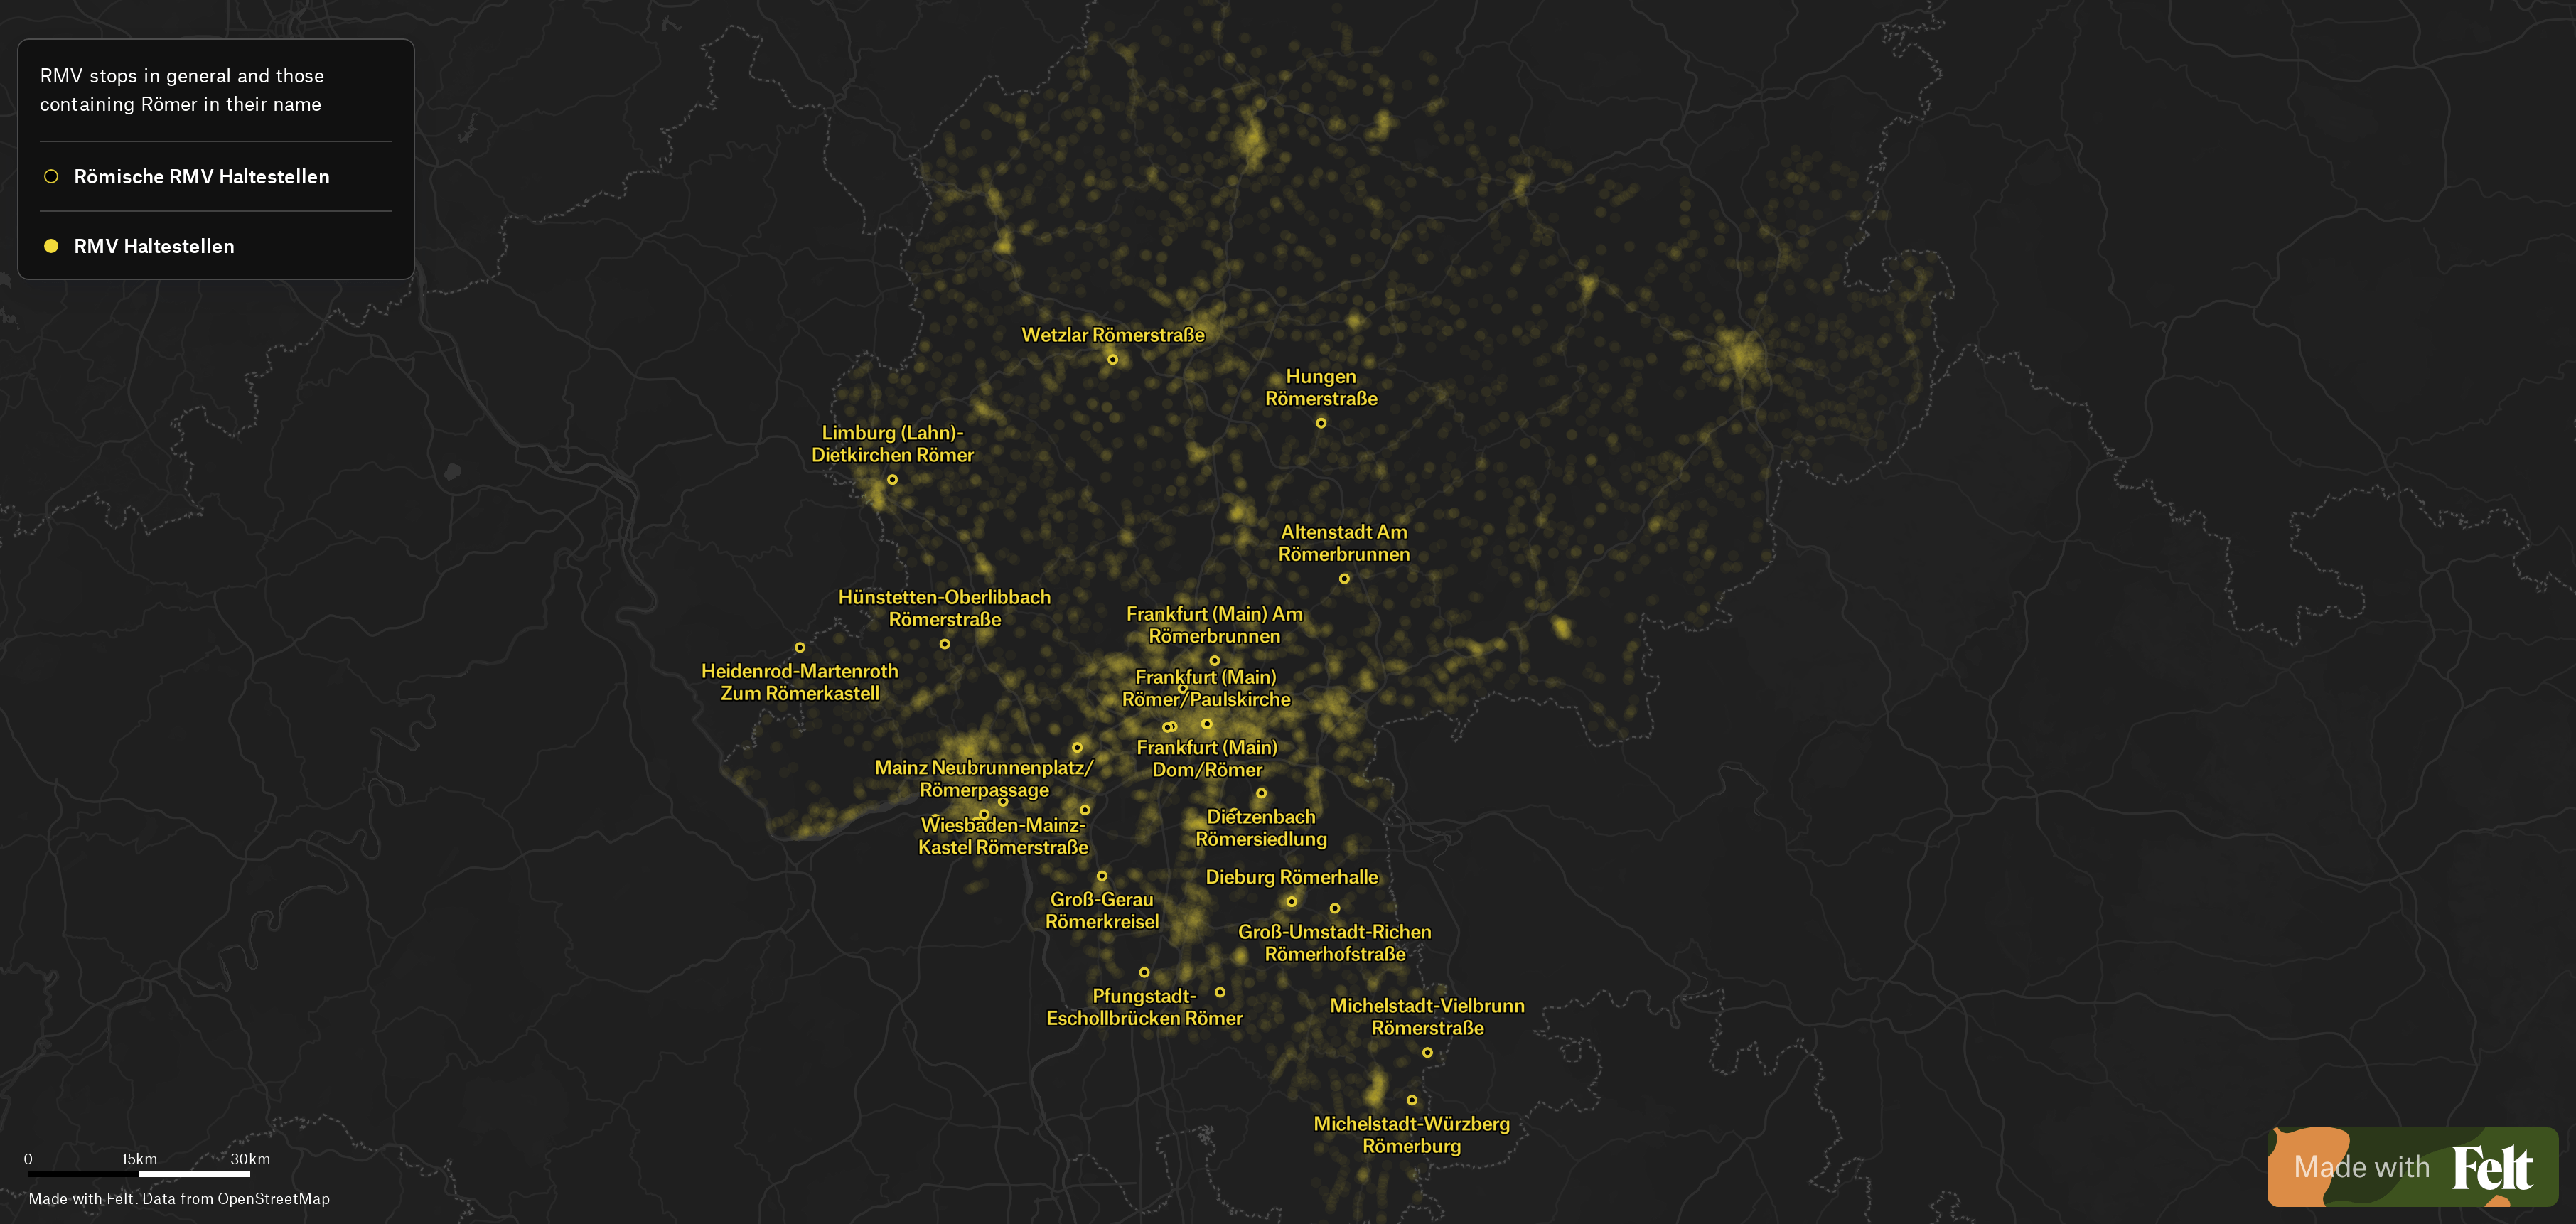 RMV stops in general and those
containing Römer in their name
Römische RMV Haltestellen
RMV Haltestellen
Wetzlar Römerstraße
Hungen
Römerstraße
Limburg (Lahn)-
Dietkirchen Römer
Altenstadt Am
Römerbrunnen
Hünstetten-Oberlibbach
Römerstraße
Frankfurt (Main) Am
Römerbrunnen
Heidenrod-Martenroth
Zum Römerkastell
Frankfurt (Main)
Römer/Paulskirche
Frankfurt (Main)
Dom/Römer
Mainz Neubrunnenplatz/
Römerpassage
Wiesbaden-Mainz-
Kastel Römerstraße
Dietzenbach
Römersiedlung
Dieburg Römerhalle
Groß-Gerau
Römerkreisel
Groß-Umstadt-Richen
Römerhofstraße
Pfungstadt-
Eschollbrücken Römer
Michelstadt-Vielbrunn
Römerstraße
Michelstadt-Würzberg
Römerburg
0 15km 30km
Made with Felt. Data from OpenStreetMap
Made with Felt